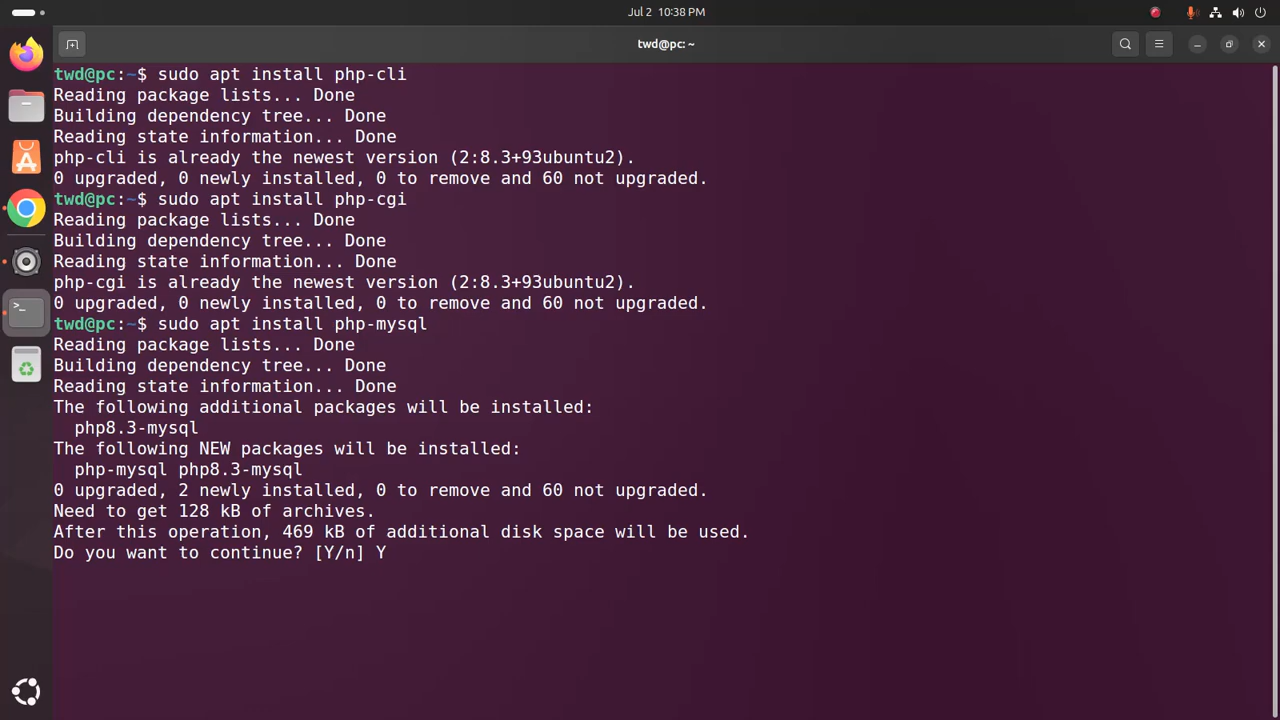 Jul 2 10:38 PM
twd@pc: ~
twd@pc:~$ sudo apt install php-cli
Reading package lists... Done
Building dependency tree... Done
Reading state information... Done
php-cli is already the newest version (2:8.3+93ubuntu2).
0 upgraded, 0 newly installed, 0 to remove and 60 not upgraded.
twd@pc:~$ sudo apt install php-cgi
Reading package lists... Done
Building dependency tree... Done
Reading state information... Done
php-cgi is already the newest version (2:8.3+93ubuntu2).
0 upgraded, 0 newly installed, 0 to remove and 60 not upgraded.
twd@pc:~$ sudo apt install php-mysql
Reading package lists... Done
Building dependency tree... Done
Reading state information... Done
The following additional packages will be installed:
  php8.3-mysql
The following NEW packages will be installed:
  php-mysql php8.3-mysql
0 upgraded, 2 newly installed, 0 to remove and 60 not upgraded.
Need to get 128 kB of archives.
After this operation, 469 kB of additional disk space will be used.
Do you want to continue? [Y/n] Y